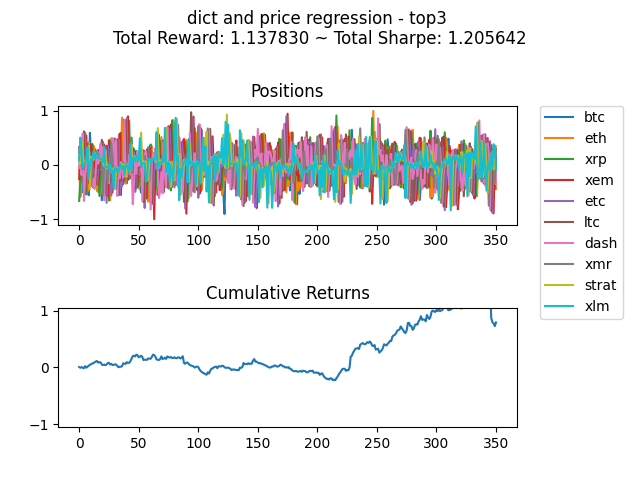 dict and price regression - top3
Total Reward: 1.137830 ~ Total Sharpe: 1.205642
Positions
1
0
−1
0 50 100 150 200 250 300 350
btc
eth
xrp
xem
etc
ltc
dash
xmr
strat
xlm
Cumulative Returns
1
0
−1
0 50 100 150 200 250 300 350